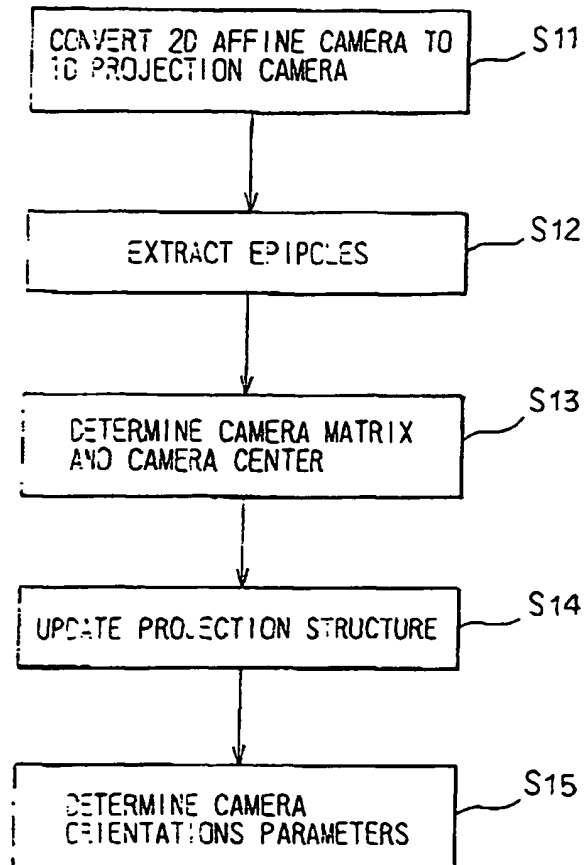 CONVERT 2D AFFINE CAMERA TO
1D PROJECTION CAMERA
S11
EXTRACT EPIPOLES
S12
DETERMINE CAMERA MATRIX
AND CAMERA CENTER
S13
UPDATE PROJECTION STRUCTURE
S14
DETERMINE CAMERA
ORIENTATIONS PARAMETERS
S15